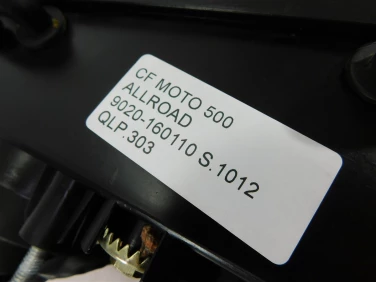 CF MOTO 500
ALLROAD
9020-160110 S.1012
QLP.303